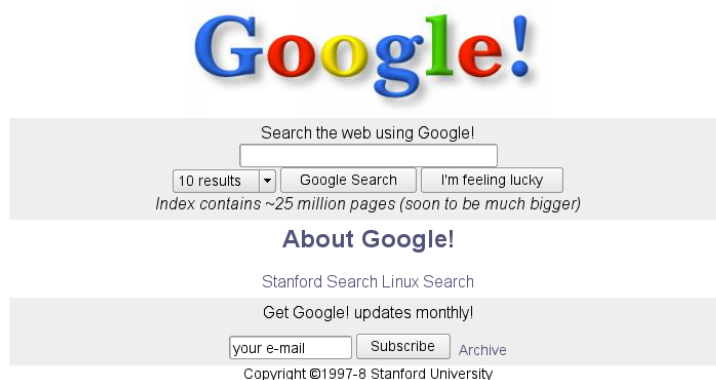 Google!
Search the web using Google!
10 results Google Search I'm feeling lucky
Index contains ~25 million pages (soon to be much bigger)
About Google!
Stanford Search Linux Search
Get Google! updates monthly!
your e-mail Subscribe Archive
Copyright ©1997-8 Stanford University